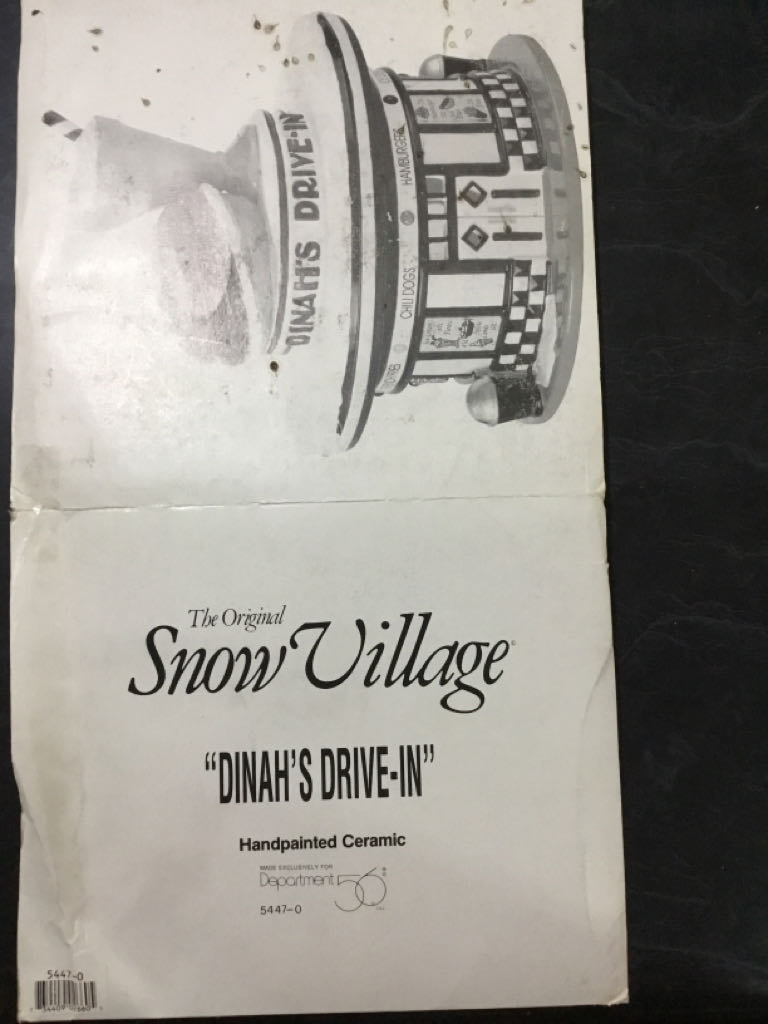 DINAH'S DRIVE-IN
HAMBURGERS
CHILI DOGS
The Original
Snow Village
"DINAH'S DRIVE-IN"
Handpainted Ceramic
MADE EXCLUSIVELY FOR
Department 56®
5447-0
5447-0